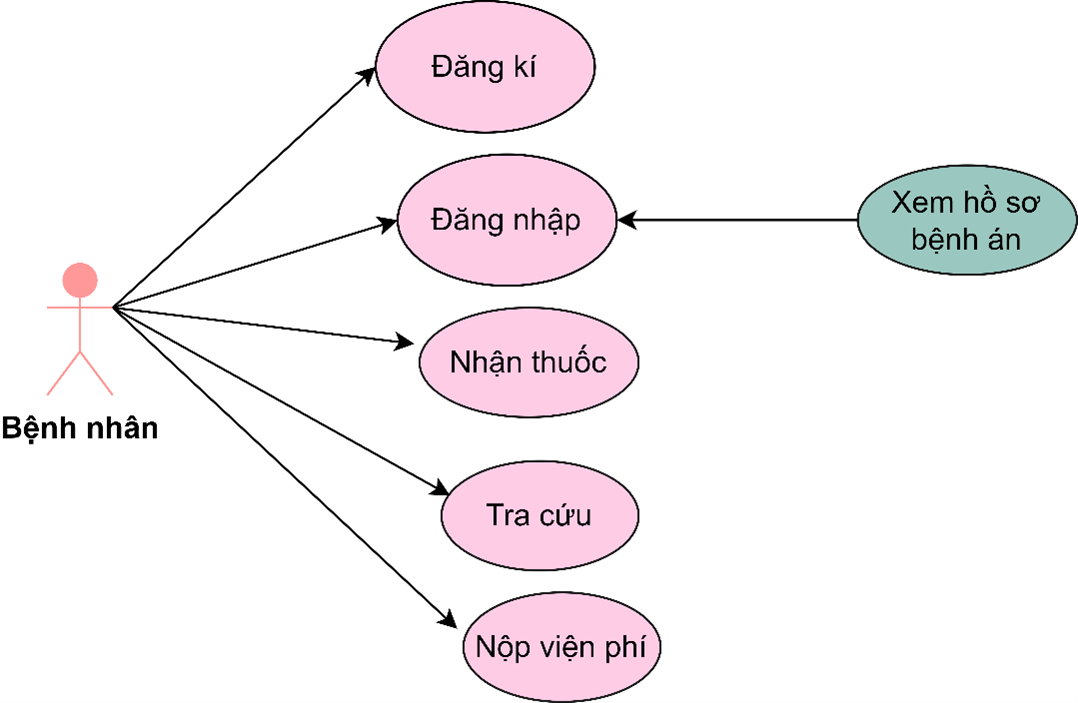 Đăng kí
Đăng nhập
Xem hồ sơ
bệnh án
Nhận thuốc
Bệnh nhân
Tra cứu
Nộp viện phí